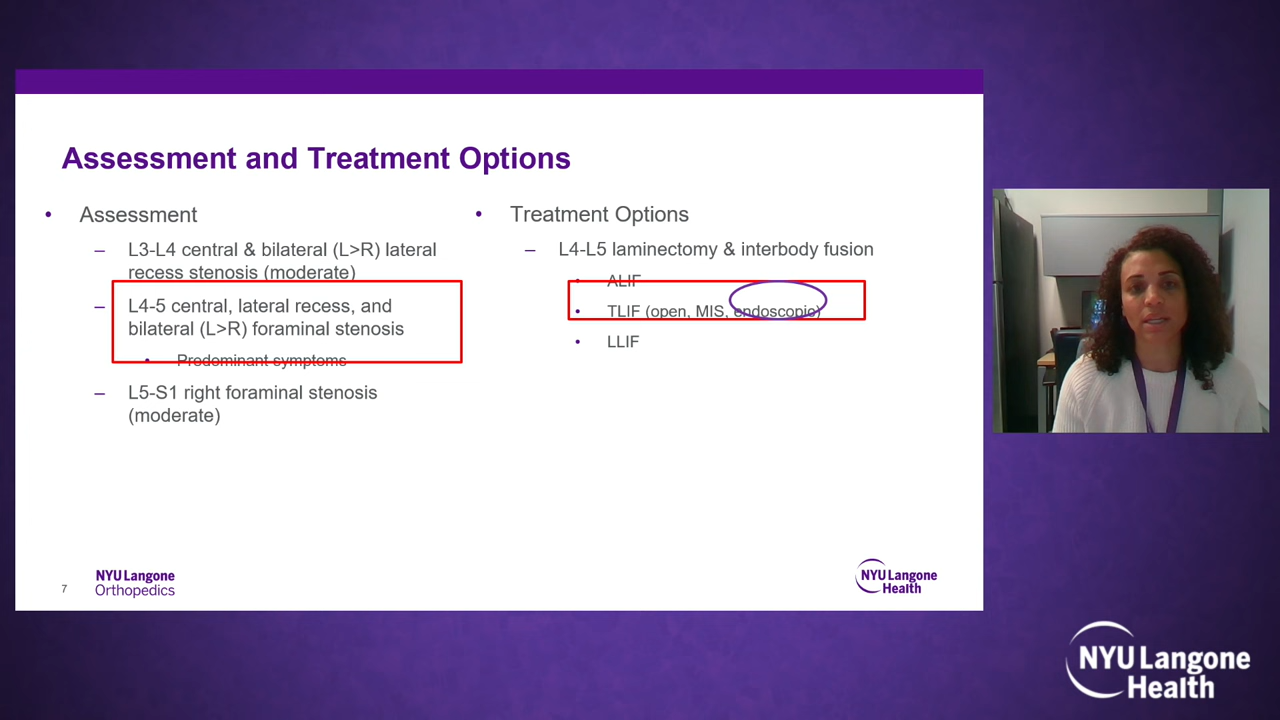 Assessment and Treatment Options
• Assessment
– L3-L4 central & bilateral (L>R) lateral
recess stenosis (moderate)
– L4-5 central, lateral recess, and
bilateral (L>R) foraminal stenosis
• Predominant symptoms
– L5-S1 right foraminal stenosis
(moderate)
• Treatment Options
– L4-L5 laminectomy & interbody fusion
• ALIF
• TLIF (open, MIS, endoscopic)
• LLIF
7
NYU Langone
Orthopedics
NYU Langone
Health
NYU Langone
Health